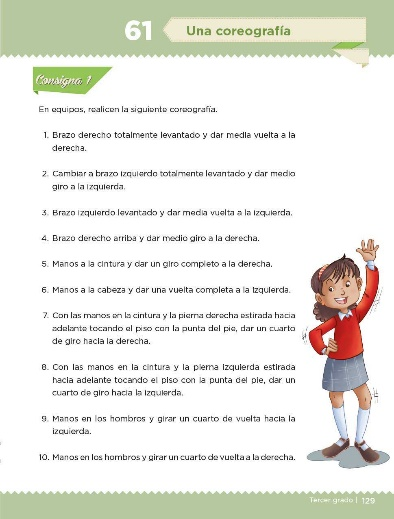 61
Una coreografía
Consigna 1
En equipos, realicen la siguiente coreografía.
1. Brazo derecho totalmente levantado y dar media vuelta a la
derecha.
2. Cambiar a brazo izquierdo totalmente levantado y dar medio
giro a la izquierda.
3. Brazo izquierdo levantado y dar media vuelta a la izquierda.
4. Brazo derecho arriba y dar medio giro a la derecha.
5. Manos a la cintura y dar un giro completo a la derecha.
6. Manos a la cabeza y dar una vuelta completa a la izquierda.
7. Con las manos en la cintura y la pierna derecha estirada hacia
adelante tocando el piso con la punta del pie, dar un cuarto
de giro hacia la derecha.
8. Con las manos en la cintura y la pierna izquierda estirada
hacia adelante tocando el piso con la punta del pie, dar un
cuarto de giro hacia la izquierda.
9. Manos en los hombros y girar un cuarto de vuelta hacia la
izquierda.
10. Manos en los hombros y girar un cuarto de vuelta a la derecha.
Tercer grado | 129